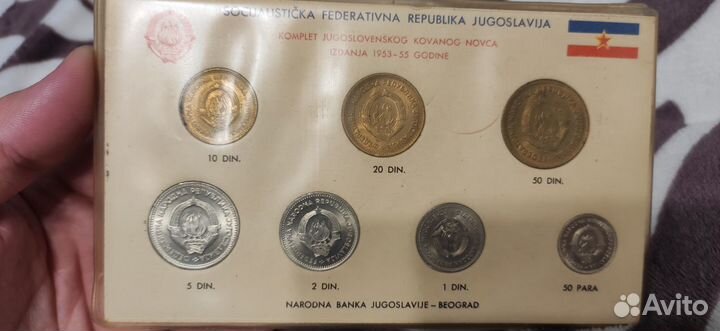 SOCIJALISTIČKA FEDERATIVNA REPUBLIKA JUGOSLAVIJA
KOMPLET JUGOSLOVENSKOG KOVANOG NOVCA
IZDANJA 1953-55 GODINE
10 DIN.
20 DIN.
50 DIN.
5 DIN.
2 DIN.
1 DIN.
50 PARA
NARODNA BANKA JUGOSLAVIJE – BEOGRAD
Avito